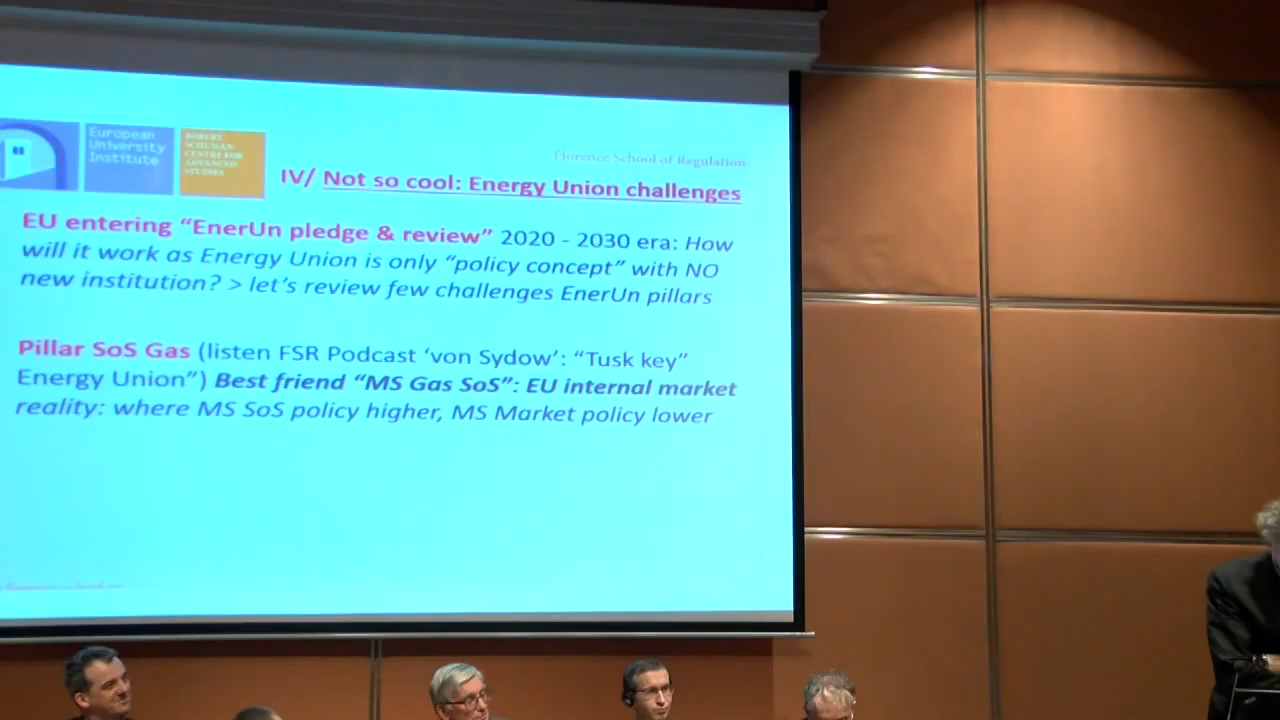 European
University
Institute
ROBERT
SCHUMAN
CENTRE FOR
ADVANCED
STUDIES
Florence School of Regulation
IV/ Not so cool: Energy Union challenges
EU entering “EnerUn pledge & review” 2020 - 2030 era: How
will it work as Energy Union is only “policy concept” with NO
new institution? > let’s review few challenges EnerUn pillars
Pillar SoS Gas (listen FSR Podcast ‘von Sydow’: “Tusk key”
Energy Union”) Best friend “MS Gas SoS”: EU internal market
reality: where MS SoS policy higher, MS Market policy lower